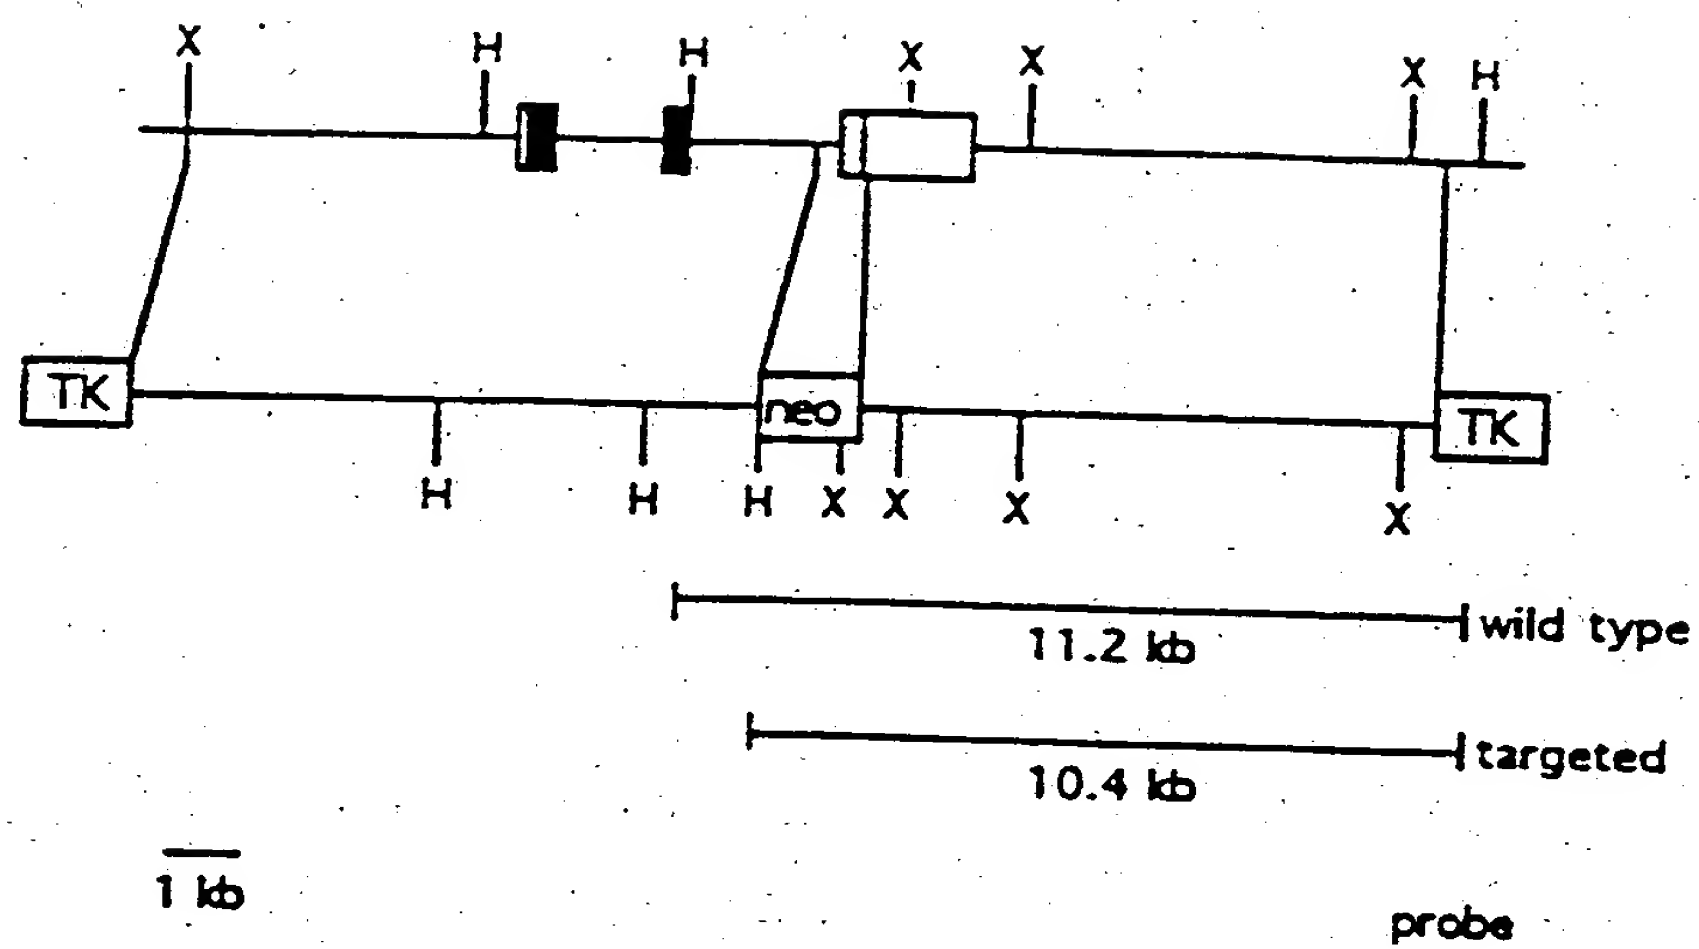 X H H X X X H
TK neo TK
H H H X X X X
wild type
11.2 kb
targeted
10.4 kb
1 kb
probe